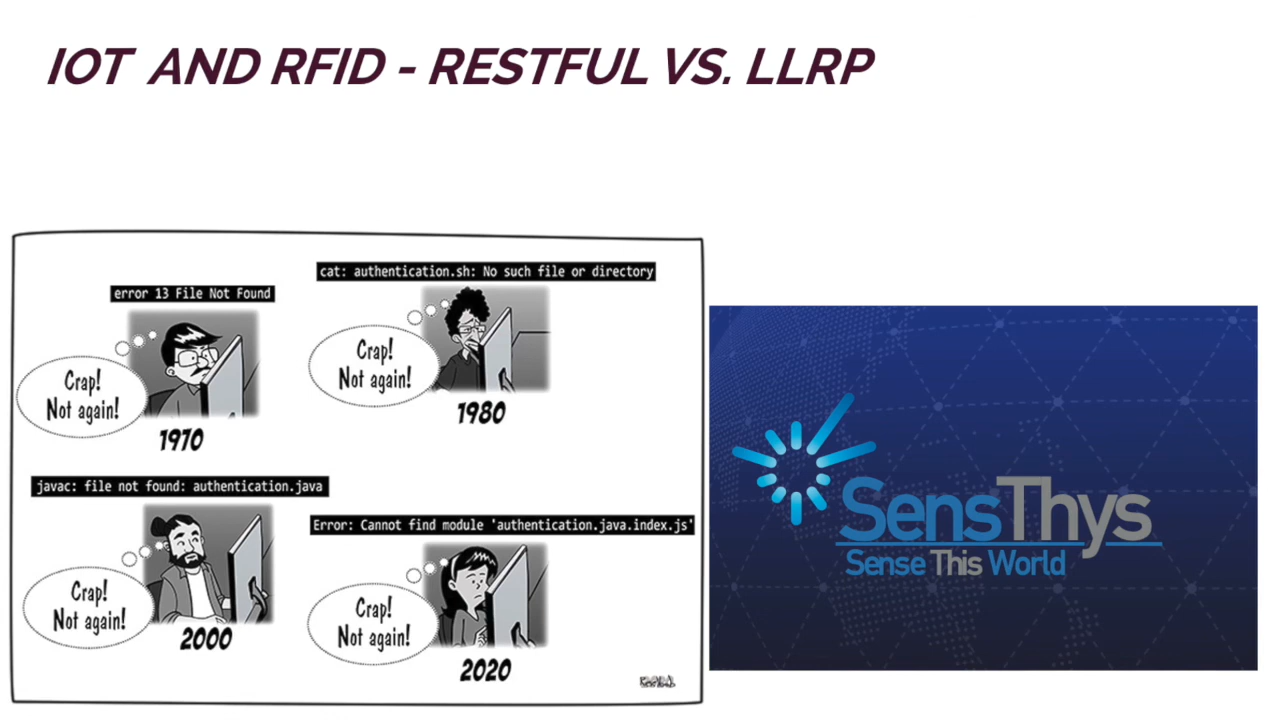 IOT AND RFID - RESTFUL VS. LLRP
error 13 File Not Found
Crap!
Not again!
1970
cat: authentication.sh: No such file or directory
Crap!
Not again!
1980
javac: file not found: authentication.java
Crap!
Not again!
2000
Error: Cannot find module 'authentication.java.index.js'
Crap!
Not again!
2020
SensThys
Sense This World